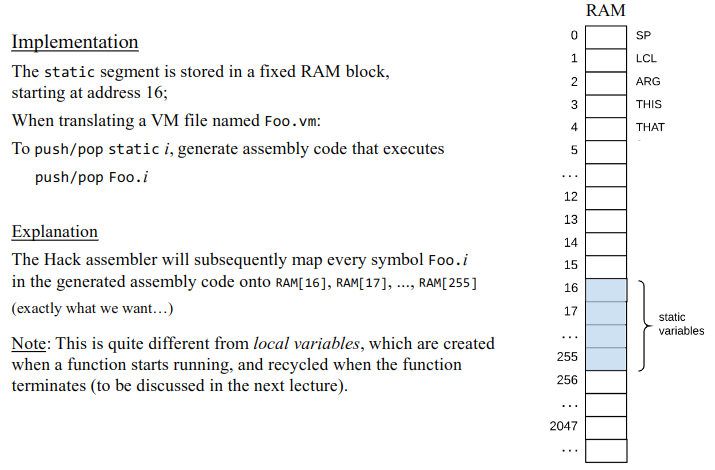 Implementation
The static segment is stored in a fixed RAM block,
starting at address 16;
When translating a VM file named Foo.vm:
To push/pop static i, generate assembly code that executes
push/pop Foo.i
Explanation
The Hack assembler will subsequently map every symbol Foo.i
in the generated assembly code onto RAM[16], RAM[17], ..., RAM[255]
(exactly what we want…)
Note: This is quite different from local variables, which are created
when a function starts running, and recycled when the function
terminates (to be discussed in the next lecture).
RAM
0 SP
1 LCL
2 ARG
3 THIS
4 THAT
5
...
12
13
14
15
16
17
...
255
static
variables
256
...
2047
...